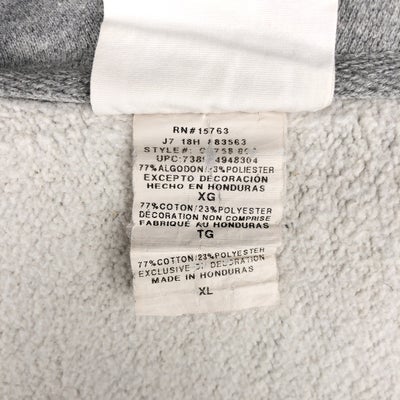 RN#15763
J7 18H 83563
STYLE#:
UPC:738 4948304
77%ALGODON/23%POLIESTER
EXCEPTO DECORACIÓN
HECHO EN HONDURAS
XG
77%COTON/23%POLYESTER
DÉCORATION NON COMPRISE
FABRIQUÉ AU HONDURAS
TG
77%COTTON/23%POLYESTER
EXCLUSIVE OF DECORATION
MADE IN HONDURAS
XL